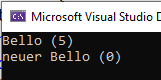 Microsoft Visual Studio D
Bello (5)
neuer Bello (0)